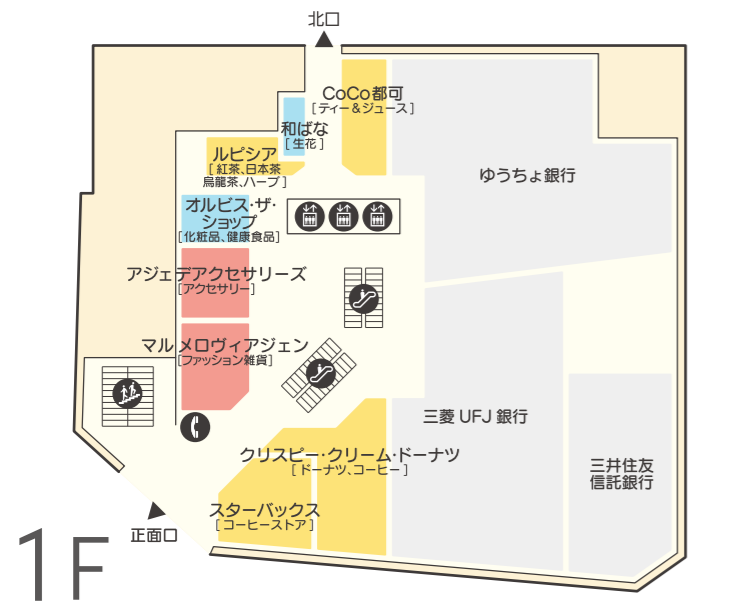 北口
CoCo都可
[ティー&ジュース]
和ばな
[生花]
ルピシア
[紅茶、日本茶
烏龍茶、ハーブ]
ゆうちょ銀行
オルビス・ザ・
ショップ
[化粧品、健康食品]
アジェデアクセサリーズ
[アクセサリー]
マルメロヴィアジェン
[ファッション雑貨]
三菱UFJ銀行
クリスピー・クリーム・ドーナツ
[ドーナツ、コーヒー]
三井住友
信託銀行
スターバックス
[コーヒーストア]
正面口
1F